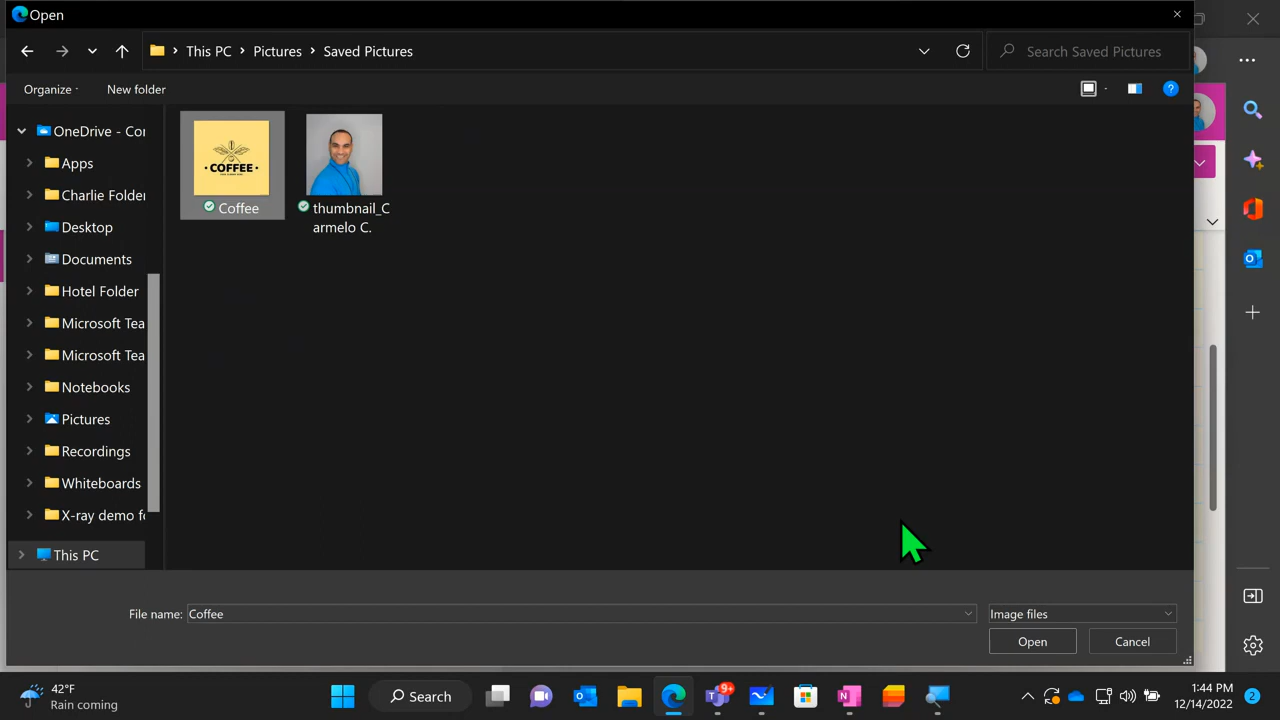 Open
This PC
Pictures
Saved Pictures
Search Saved Pictures
Organize
New folder
OneDrive - Cor
Apps
Charlie Folder
Desktop
Documents
Hotel Folder
Microsoft Tea
Microsoft Tea
Notebooks
Pictures
Recordings
Whiteboards
X-ray demo fo
This PC
COFFEE
Coffee
thumbnail_C
armelo C.
File name:
Coffee
Image files
Open
Cancel
42°F
Rain coming
Search
9+
1:44 PM
12/14/2022
2